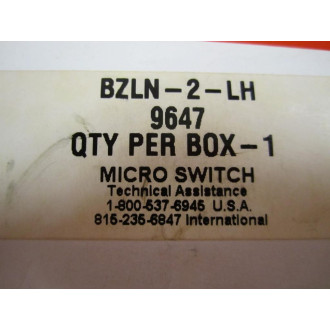 BZLN-2-LH
9647
QTY PER BOX-1
MICRO SWITCH
Technical Assistance
1-800-537-6945 U.S.A.
815-235-6847 International